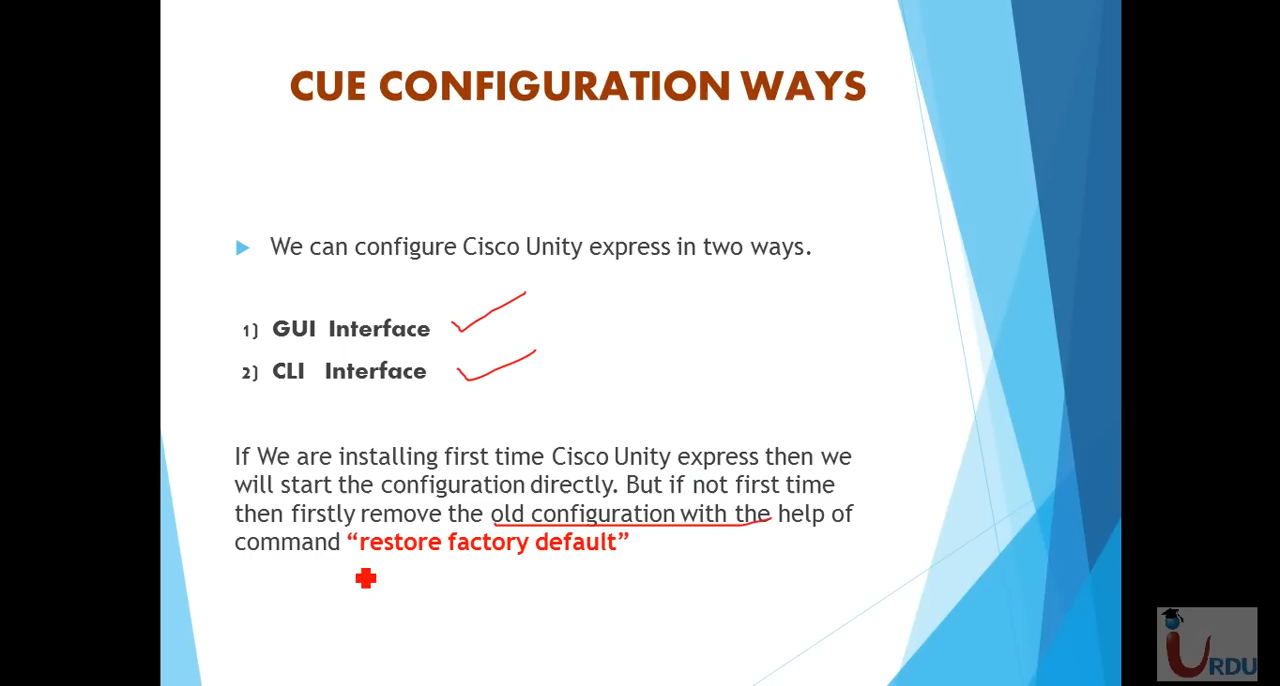 CUE CONFIGURATION WAYS
We can configure Cisco Unity express in two ways.
1) GUI Interface
2) CLI Interface
If We are installing first time Cisco Unity express then we
will start the configuration directly. But if not first time
then firstly remove the old configuration with the help of
command “restore factory default”
iURDU